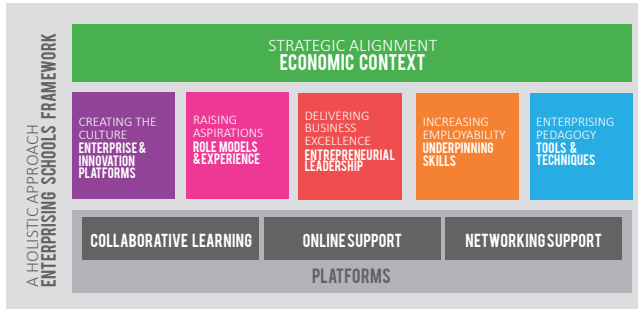 A HOLISTIC APPROACH
ENTERPRISING SCHOOLS FRAMEWORK
STRATEGIC ALIGNMENT
ECONOMIC CONTEXT
CREATING THE
CULTURE
ENTERPRISE &
INNOVATION
PLATFORMS
RAISING
ASPIRATIONS
ROLE MODELS
& EXPERIENCE
DELIVERING
BUSINESS
EXCELLENCE
ENTREPRENEURIAL
LEADERSHIP
INCREASING
EMPLOYABILITY
UNDERPINNING
SKILLS
ENTERPRISING
PEDAGOGY
TOOLS &
TECHNIQUES
COLLABORATIVE LEARNING
ONLINE SUPPORT
NETWORKING SUPPORT
PLATFORMS